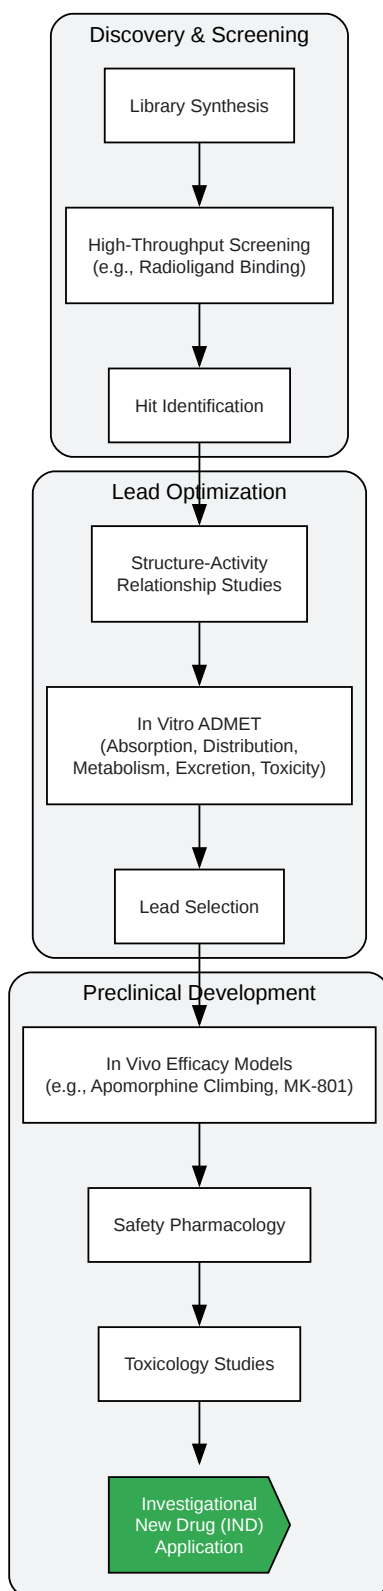 Discovery & Screening
Library Synthesis
High-Throughput Screening
(e.g., Radioligand Binding)
Hit Identification
Lead Optimization
Structure-Activity
Relationship Studies
In Vitro ADMET
(Absorption, Distribution,
Metabolism, Excretion, Toxicity)
Lead Selection
Preclinical Development
In Vivo Efficacy Models
(e.g., Apomorphine Climbing, MK-801)
Safety Pharmacology
Toxicology Studies
Investigational
New Drug (IND)
Application